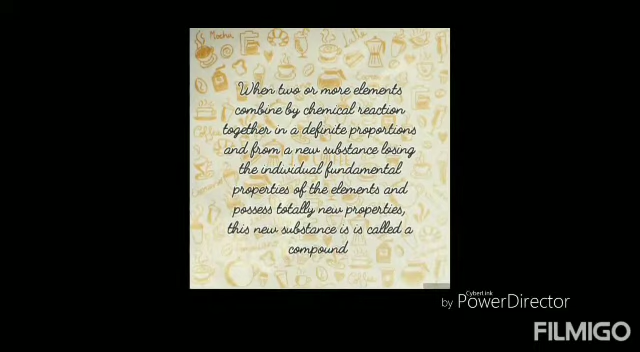 When two or more elements
combine by chemical reaction
together in a definite proportions
and from a new substance losing
the individual fundamental
properties of the elements and
possess totally new properties,
this new substance is is called a
compound
CyberLink
by PowerDirector
FILMIGO